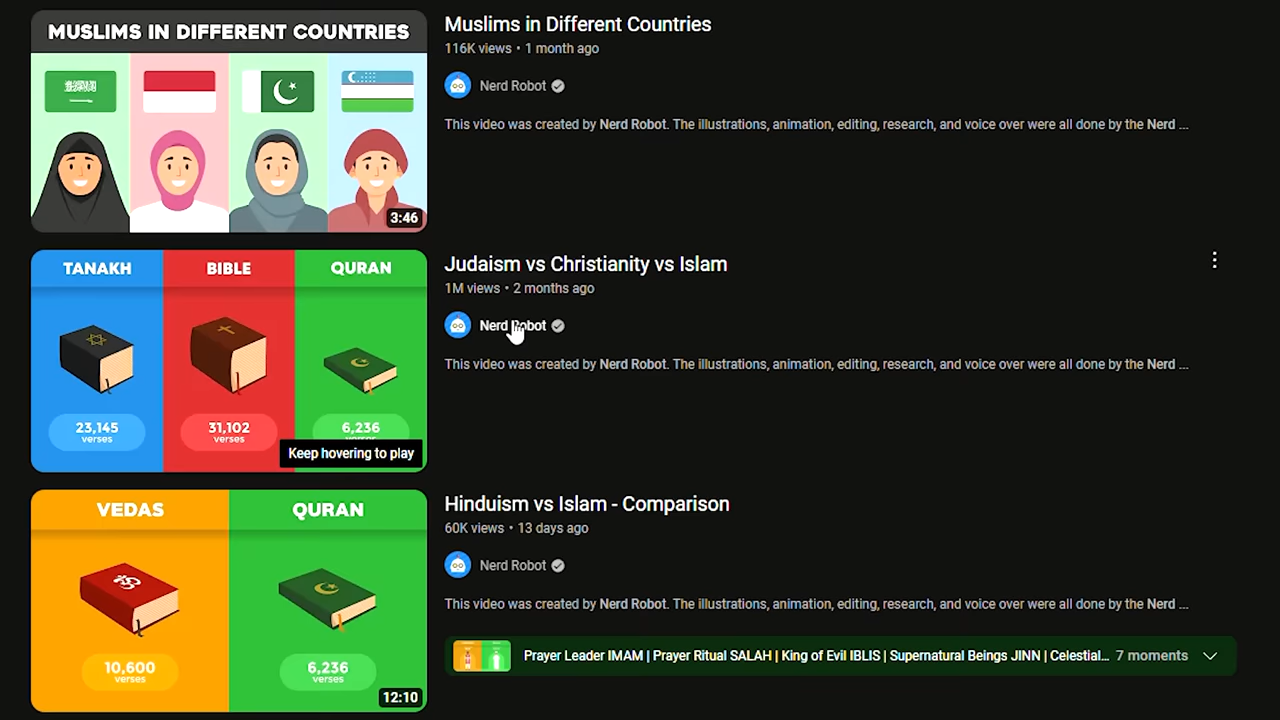 MUSLIMS IN DIFFERENT COUNTRIES
3:46
Muslims in Different Countries
116K views • 1 month ago
Nerd Robot
This video was created by Nerd Robot. The illustrations, animation, editing, research, and voice over were all done by the Nerd ...
TANAKH
BIBLE
QURAN
23,145
verses
31,102
verses
6,236
verses
Keep hovering to play
Judaism vs Christianity vs Islam
1M views • 2 months ago
Nerd Robot
This video was created by Nerd Robot. The illustrations, animation, editing, research, and voice over were all done by the Nerd ...
VEDAS
QURAN
10,600
verses
6,236
verses
12:10
Hinduism vs Islam - Comparison
60K views • 13 days ago
Nerd Robot
This video was created by Nerd Robot. The illustrations, animation, editing, research, and voice over were all done by the Nerd ...
Prayer Leader IMAM | Prayer Ritual SALAH | King of Evil IBLIS | Supernatural Beings JINN | Celestial... 7 moments